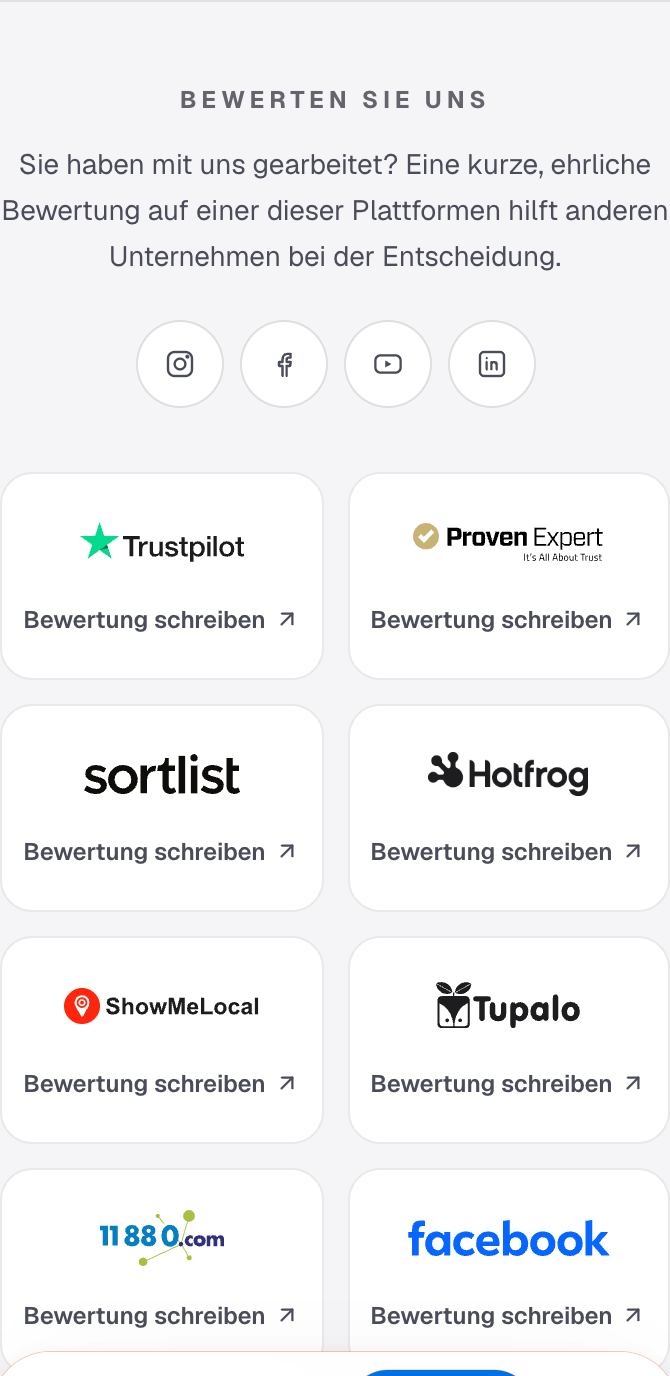 BEWERTEN SIE UNS
Sie haben mit uns gearbeitet? Eine kurze, ehrliche
Bewertung auf einer dieser Plattformen hilft anderen
Unternehmen bei der Entscheidung.
in
Trustpilot
Bewertung schreiben
Proven Expert
It's All About Trust
Bewertung schreiben
sortlist
Bewertung schreiben
Hotfrog
Bewertung schreiben
ShowMeLocal
Bewertung schreiben
Tupalo
Bewertung schreiben
11880.com
Bewertung schreiben
facebook
Bewertung schreiben